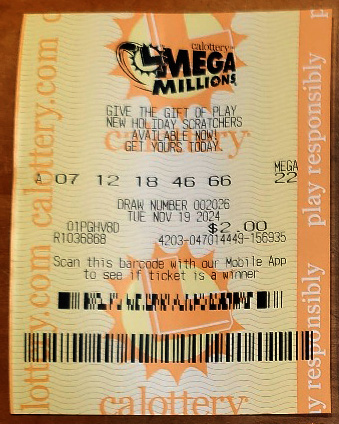 calottery™
MEGA
MILLIONS
GIVE THE GIFT OF PLAY
NEW HOLIDAY SCRATCHERS
AVAILABLE NOW!
GET YOURS TODAY.
MEGA
A 07 12 18 46 66 22
DRAW NUMBER 002026
TUE NOV 19 2024
01PGHV8D $2.00
R1036868 4203-047014449-156935
Scan this barcode with our Mobile App
to see if ticket is a winner
calottery
calottery.com calottery.com
play responsibly play responsibly
calottery